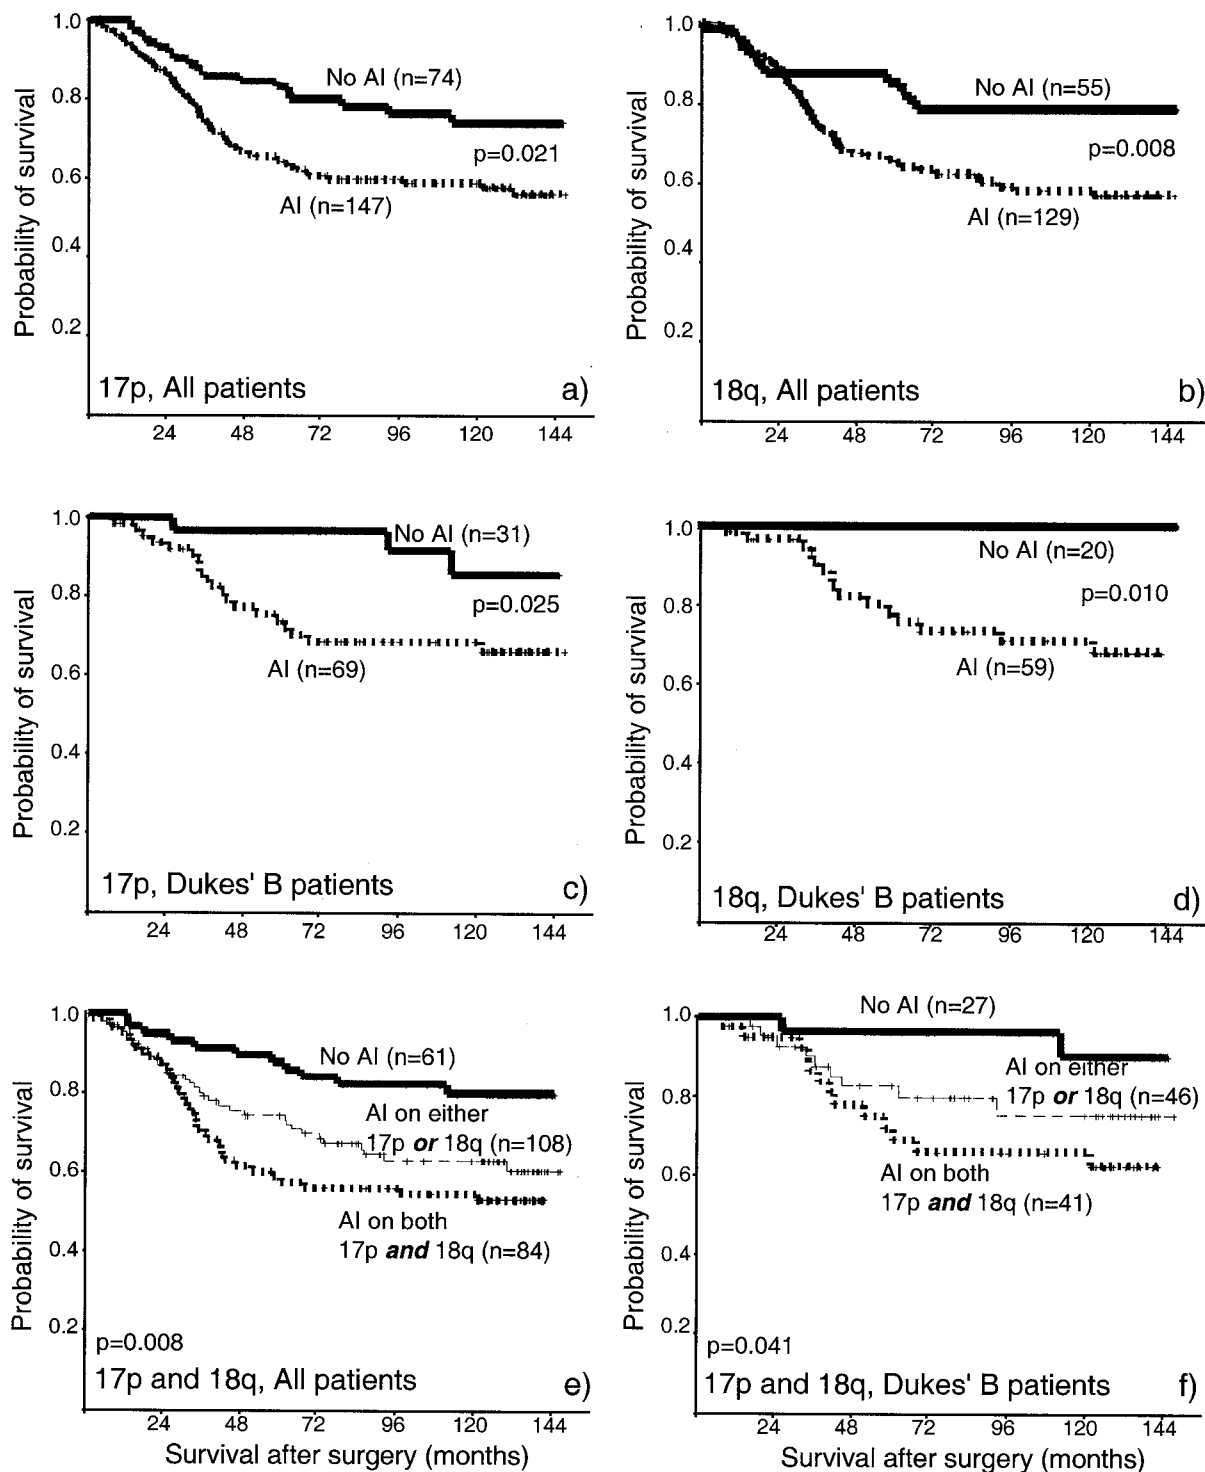 Probability of survival
1.0
0.8
0.6
0.4
0.2
No AI (n=74)
p=0.021
AI (n=147)
17p, All patients
a)
24 48 72 96 120 144
Probability of survival
1.0
0.8
0.6
0.4
0.2
No AI (n=55)
p=0.008
AI (n=129)
18q, All patients
b)
24 48 72 96 120 144
Probability of survival
1.0
0.8
0.6
0.4
0.2
No AI (n=31)
p=0.025
AI (n=69)
17p, Dukes' B patients
c)
24 48 72 96 120 144
Probability of survival
1.0
0.8
0.6
0.4
0.2
No AI (n=20)
p=0.010
AI (n=59)
18q, Dukes' B patients
d)
24 48 72 96 120 144
Probability of survival
1.0
0.8
0.6
0.4
0.2
No AI (n=61)
AI on either
17p or 18q (n=108)
AI on both
17p and 18q (n=84)
p=0.008
17p and 18q, All patients
e)
24 48 72 96 120 144
Survival after surgery (months)
Probability of survival
1.0
0.8
0.6
0.4
0.2
No AI (n=27)
AI on either
17p or 18q (n=46)
AI on both
17p and 18q (n=41)
p=0.041
17p and 18q, Dukes' B patients
f)
24 48 72 96 120 144
Survival after surgery (months)